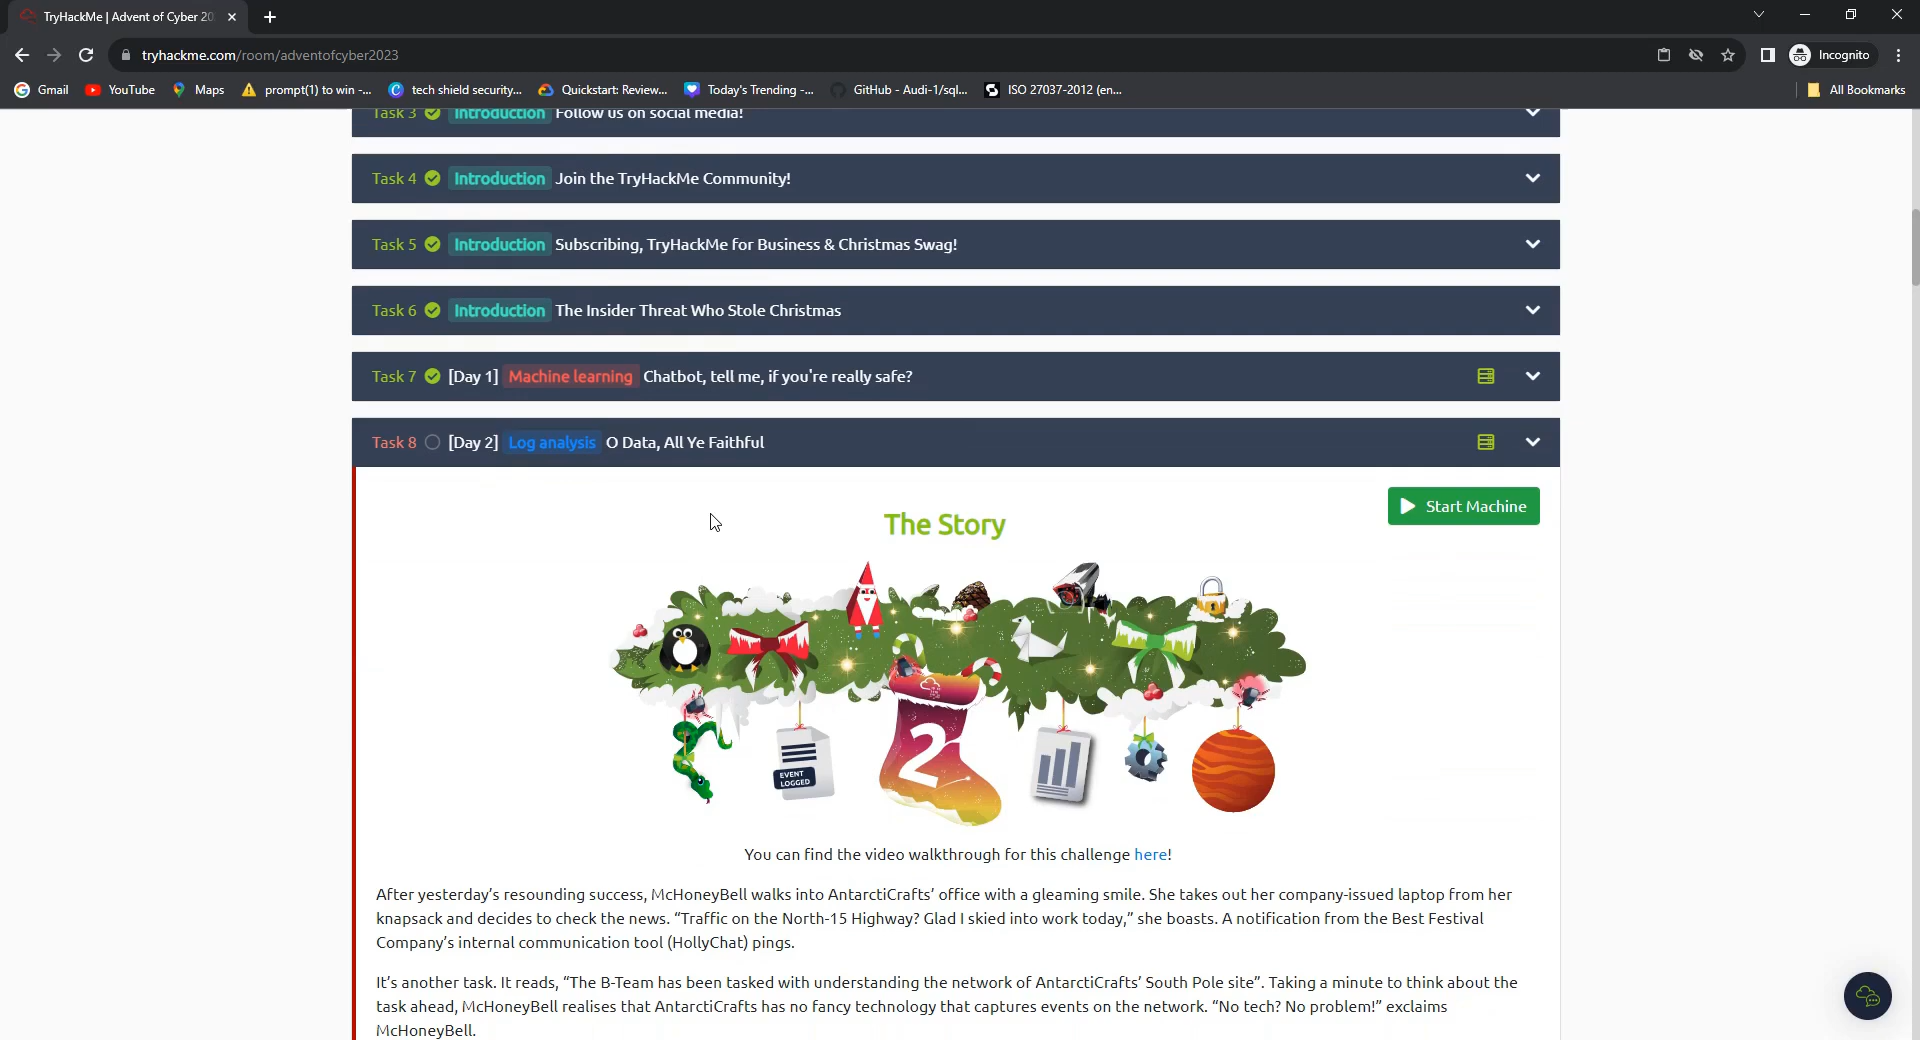 TryHackMe | Advent of Cyber 20
tryhackme.com/room/adventofcyber2023
Incognito
Gmail
YouTube
Maps
prompt(1) to win -...
tech shield security...
Quickstart: Review...
Today's Trending -...
GitHub - Audi-1/sql...
ISO 27037-2012 (en...
All Bookmarks
Task 3 Introduction Follow us on social media!
Task 4 Introduction Join the TryHackMe Community!
Task 5 Introduction Subscribing, TryHackMe for Business & Christmas Swag!
Task 6 Introduction The Insider Threat Who Stole Christmas
Task 7 [Day 1] Machine learning Chatbot, tell me, if you're really safe?
Task 8 [Day 2] Log analysis O Data, All Ye Faithful
Start Machine
The Story
2
EVENT
LOGGED
You can find the video walkthrough for this challenge here!
After yesterday’s resounding success, McHoneyBell walks into AntarctiCrafts’ office with a gleaming smile. She takes out her company-issued laptop from her
knapsack and decides to check the news. “Traffic on the North-15 Highway? Glad I skied into work today,” she boasts. A notification from the Best Festival
Company’s internal communication tool (HollyChat) pings.
It’s another task. It reads, “The B-Team has been tasked with understanding the network of AntarctiCrafts’ South Pole site”. Taking a minute to think about the
task ahead, McHoneyBell realises that AntarctiCrafts has no fancy technology that captures events on the network. “No tech? No problem!” exclaims
McHoneyBell.